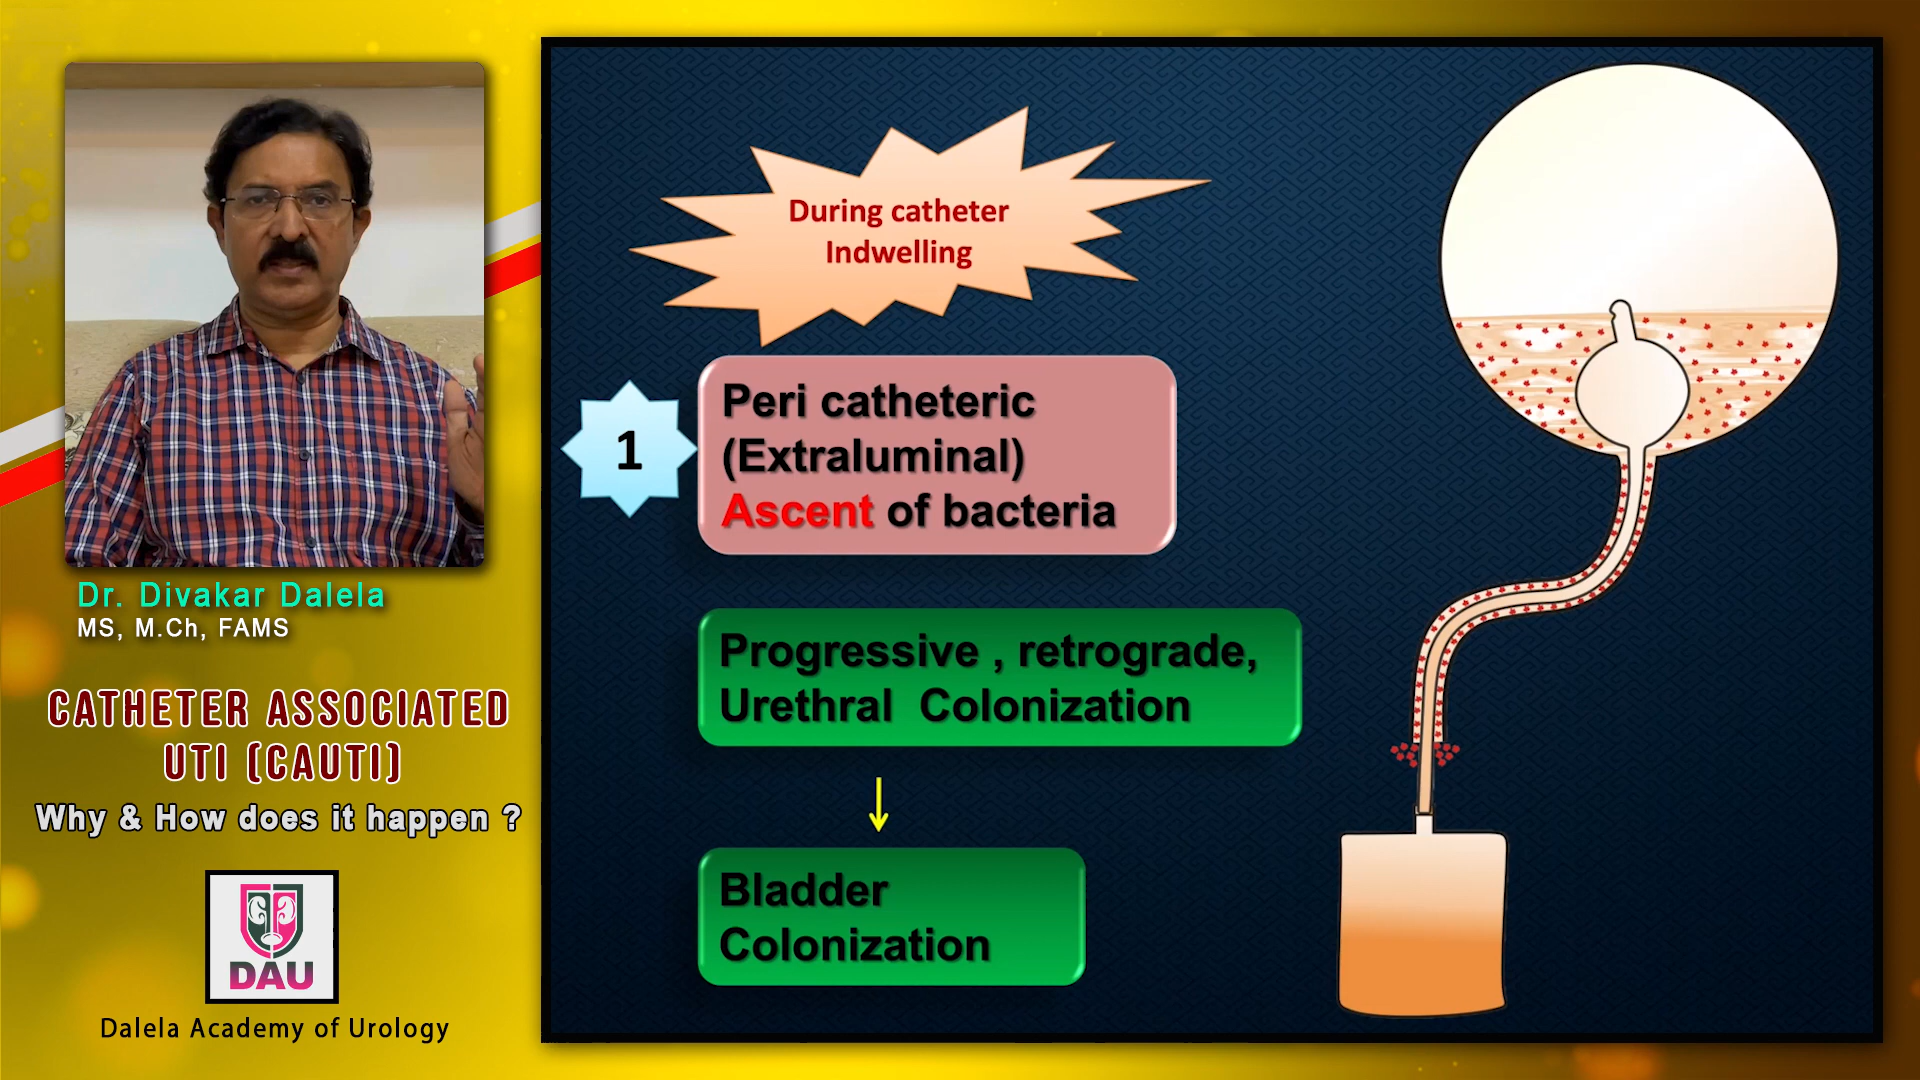 Dr. Divakar Dalela
MS, M.Ch, FAMS
CATHETER ASSOCIATED
UTI (CAUTI)
Why & How does it happen ?
DAU
Dalela Academy of Urology
During catheter
Indwelling
1
Peri catheteric
(Extraluminal)
Ascent of bacteria
Progressive , retrograde,
Urethral Colonization
Bladder
Colonization